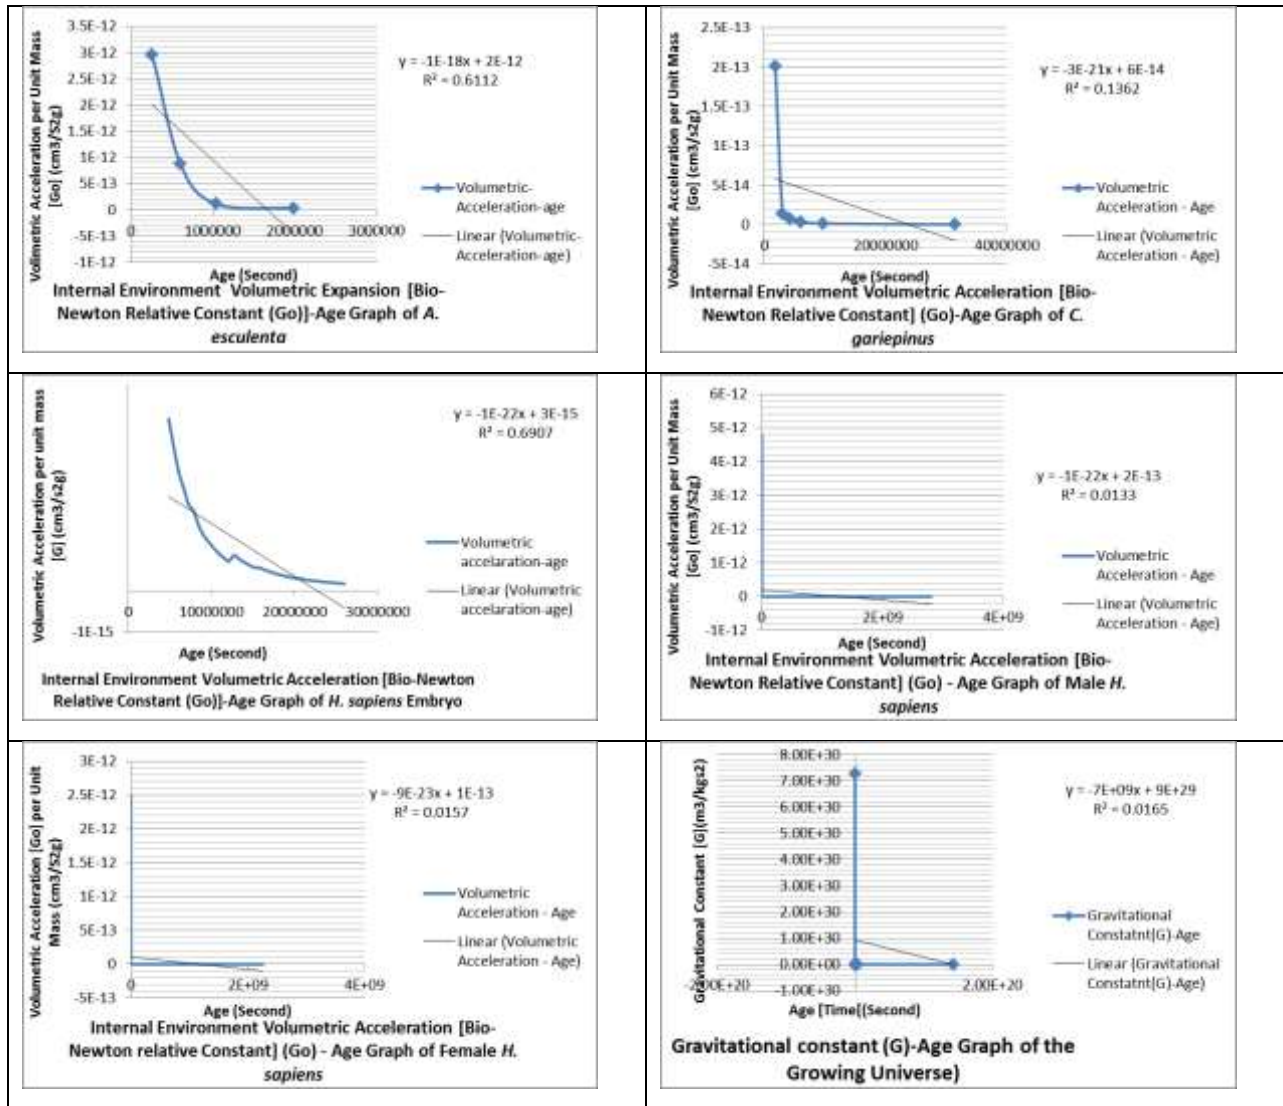 Vollimetric Acceleration per Unit Mass
[Go] (cm3/S2g)
3.5E-12
3E-12
2.5E-12
2E-12
1.5E-12
1E-12
5E-13
0
-5E-13
-1E-12
0
1000000
2000000
3000000
y = -1E-18x + 2E-12
R² = 0.6112
Volumetric-
Acceleration-age
Linear (Volumetric-
Acceleration-age)
Age (Second)
Internal Environment Volumetric Expansion [Bio-
Newton Relative Constant (Go)]-Age Graph of A.
esculenta
Volumetric Acceleration per Unit Mass
[Go] (cm3/s2g)
2.5E-13
2E-13
1.5E-13
1E-13
5E-14
0
-5E-14
0
20000000
40000000
y = -3E-21x + 6E-14
R² = 0.1362
Volumetric
Acceleration - Age
Linear (Volumetric
Acceleration - Age)
Age (Second)
Internal Environment Volumetric Acceleration [Bio-
Newton Relative Constant] (Go)-Age Graph of C.
gariepinus
Volumetric Acceleration per unit mass
[G] (cm3/s2g)
0
10000000
20000000
30000000
-1E-15
y = -1E-22x + 3E-15
R² = 0.6907
Volumetric
accelaration-age
Linear (Volumetric
accelaration-age)
Age (Second)
Internal Environment Volumetric Acceleration [Bio-Newton
Relative Constant (Go)]-Age Graph of H. sapiens Embryo
Volumetric Acceleration per Unit Mass
[Go] (cm3/S2g)
6E-12
5E-12
4E-12
3E-12
2E-12
1E-12
0
-1E-12
0
2E+09
4E+09
y = -1E-22x + 2E-13
R² = 0.0133
Volumetric
Acceleration - Age
Linear (Volumetric
Acceleration - Age)
Age (Second)
Internal Environment Volumetric Acceleration [Bio-
Newton Relative Constant] (Go) - Age Graph of Male H.
sapiens
Volumetric Acceleration [Go] per Unit
Mass (cm3/S2g)
3E-12
2.5E-12
2E-12
1.5E-12
1E-12
5E-13
0
-5E-13
0
2E+09
4E+09
y = -9E-23x + 1E-13
R² = 0.0157
Volumetric
Acceleration - Age
Linear (Volumetric
Acceleration - Age)
Age (Second)
Internal Environment Volumetric Acceleration [Bio-
Newton relative Constant] (Go) - Age Graph of Female H.
sapiens
Gravitational Constant [G](m3/kgs2)
8.00E+30
7.00E+30
6.00E+30
5.00E+30
4.00E+30
3.00E+30
2.00E+30
1.00E+30
0.00E+00
-1.00E+30
-2.00E+20
2.00E+20
y = -7E+09x + 9E+29
R² = 0.0165
Gravitational
Constatnt(G)-Age
Linear (Gravitational
Constatnt(G)-Age)
Age [Time[(Second)
Gravitational constant (G)-Age Graph of the
Growing Universe)